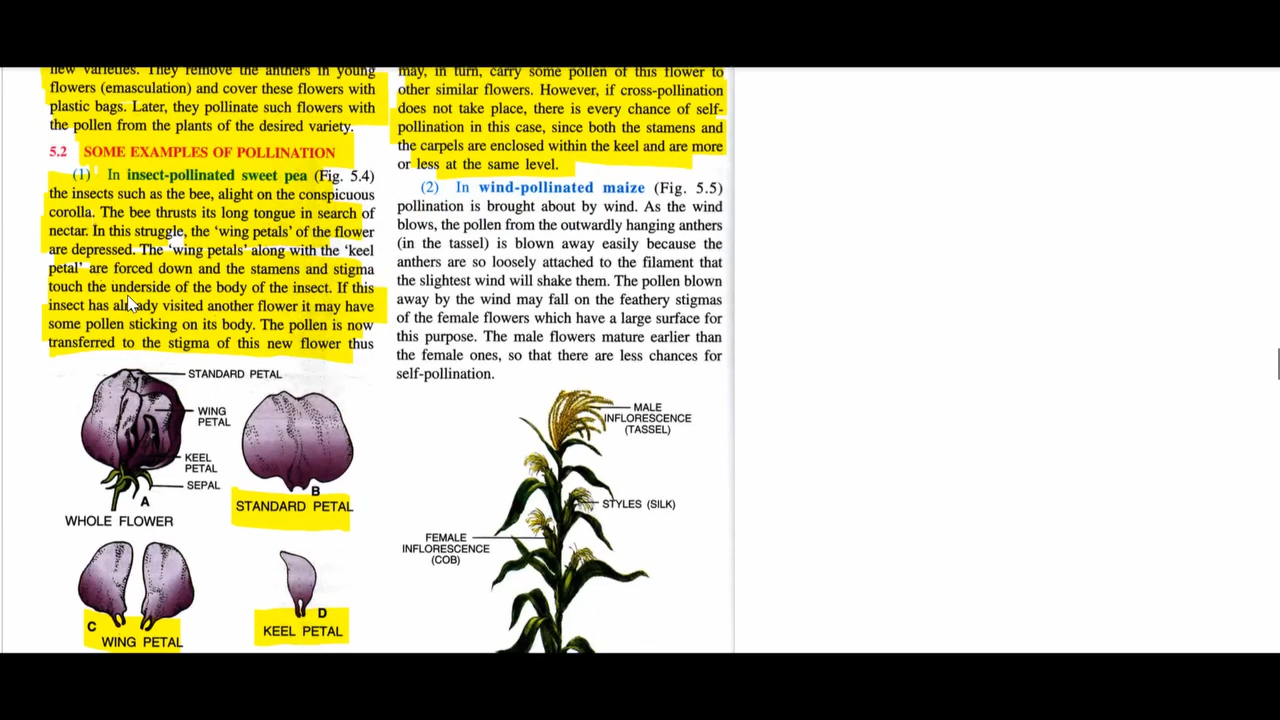 new varieties. They remove the anthers in young
flowers (emasculation) and cover these flowers with
plastic bags. Later, they pollinate such flowers with
the pollen from the plants of the desired variety.
5.2 SOME EXAMPLES OF POLLINATION
(1) In insect-pollinated sweet pea (Fig. 5.4)
the insects such as the bee, alight on the conspicuous
corolla. The bee thrusts its long tongue in search of
nectar. In this struggle, the ‘wing petals’ of the flower
are depressed. The ‘wing petals’ along with the ‘keel
petal’ are forced down and the stamens and stigma
touch the underside of the body of the insect. If this
insect has already visited another flower it may have
some pollen sticking on its body. The pollen is now
transferred to the stigma of this new flower thus
STANDARD PETAL
WING
PETAL
KEEL
PETAL
SEPAL
A
WHOLE FLOWER
B
STANDARD PETAL
C
WING PETAL
D
KEEL PETAL
may, in turn, carry some pollen of this flower to
other similar flowers. However, if cross-pollination
does not take place, there is every chance of self-
pollination in this case, since both the stamens and
the carpels are enclosed within the keel and are more
or less at the same level.
(2) In wind-pollinated maize (Fig. 5.5)
pollination is brought about by wind. As the wind
blows, the pollen from the outwardly hanging anthers
(in the tassel) is blown away easily because the
anthers are so loosely attached to the filament that
the slightest wind will shake them. The pollen blown
away by the wind may fall on the feathery stigmas
of the female flowers which have a large surface for
this purpose. The male flowers mature earlier than
the female ones, so that there are less chances for
self-pollination.
MALE
INFLORESCENCE
(TASSEL)
STYLES (SILK)
FEMALE
INFLORESCENCE
(COB)